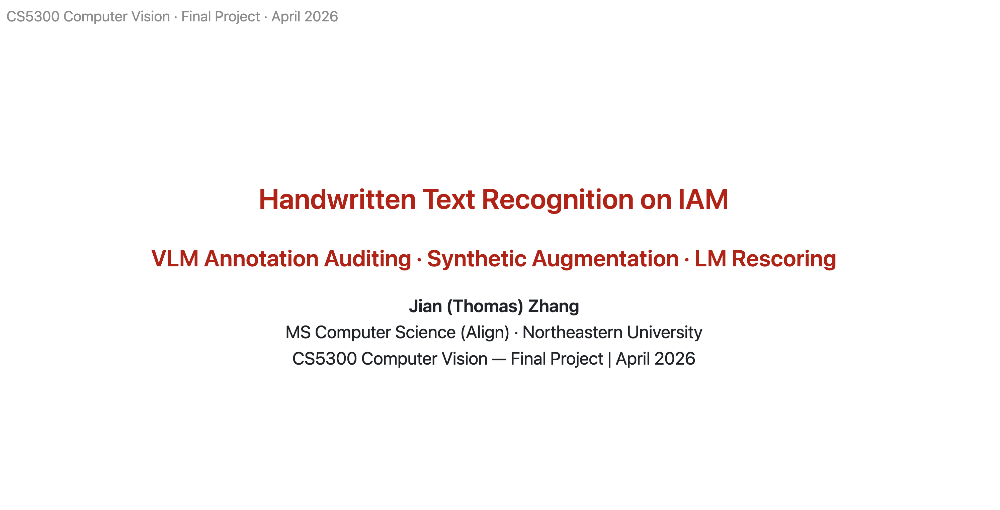 CS5300 Computer Vision · Final Project · April 2026
Handwritten Text Recognition on IAM
VLM Annotation Auditing · Synthetic Augmentation · LM Rescoring
Jian (Thomas) Zhang
MS Computer Science (Align) · Northeastern University
CS5300 Computer Vision — Final Project | April 2026